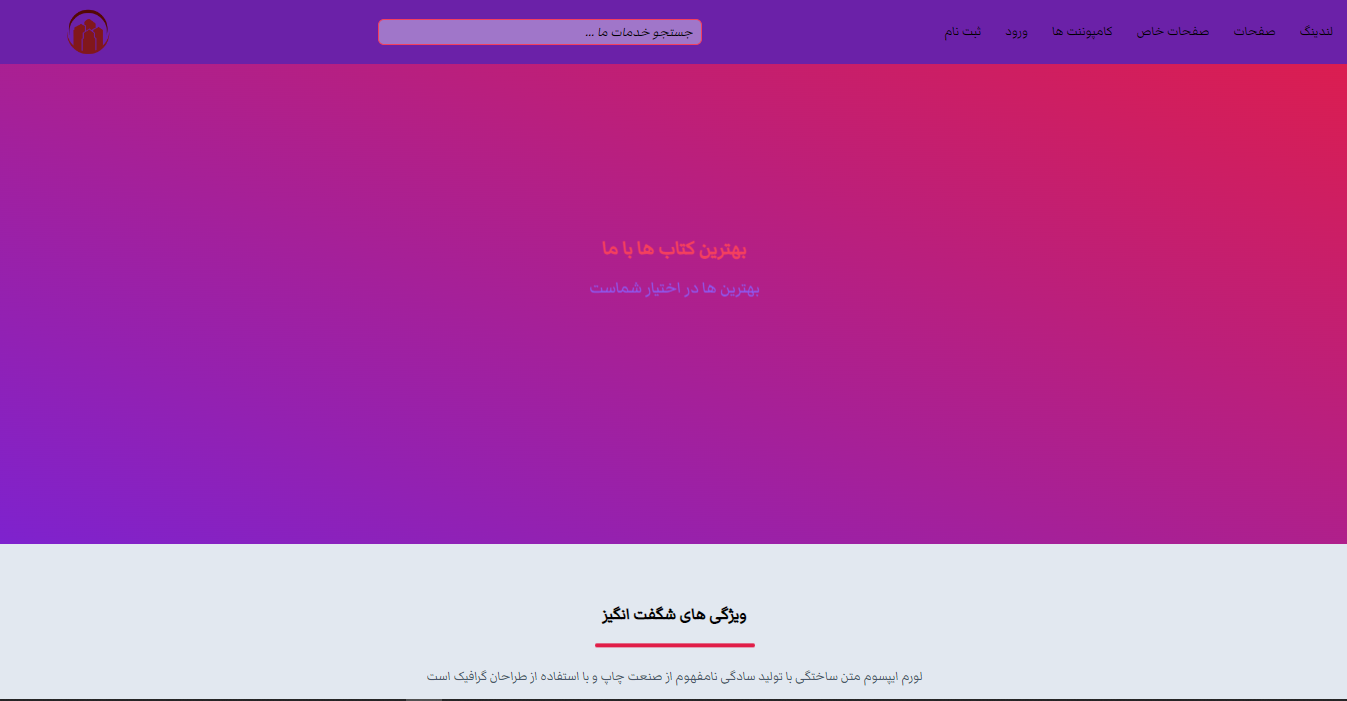 لندینگ صفحات صفحات خاص کامپوننت ها ورود ثبت نام
جستجو خدمات ما ...
بهترین کتاب ها با ما
بهترین ها در اختیار شماست
ویژگی های شگفت انگیز
لورم ایپسوم متن ساختگی با تولید سادگی نامفهوم از صنعت چاپ و با استفاده از طراحان گرافیک است